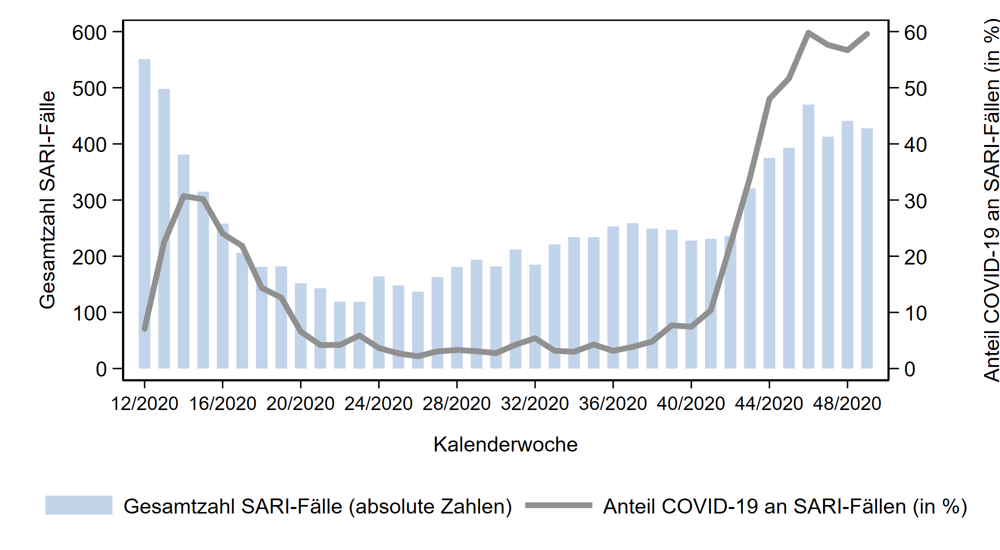 Gesamtzahl SARI-Fälle
600
500
400
300
200
100
0
60
50
40
30
20
10
0
Anteil COVID-19 an SARI-Fällen (in %)
12/2020 16/2020 20/2020 24/2020 28/2020 32/2020 36/2020 40/2020 44/2020 48/2020
Kalenderwoche
Gesamtzahl SARI-Fälle (absolute Zahlen) Anteil COVID-19 an SARI-Fällen (in %)